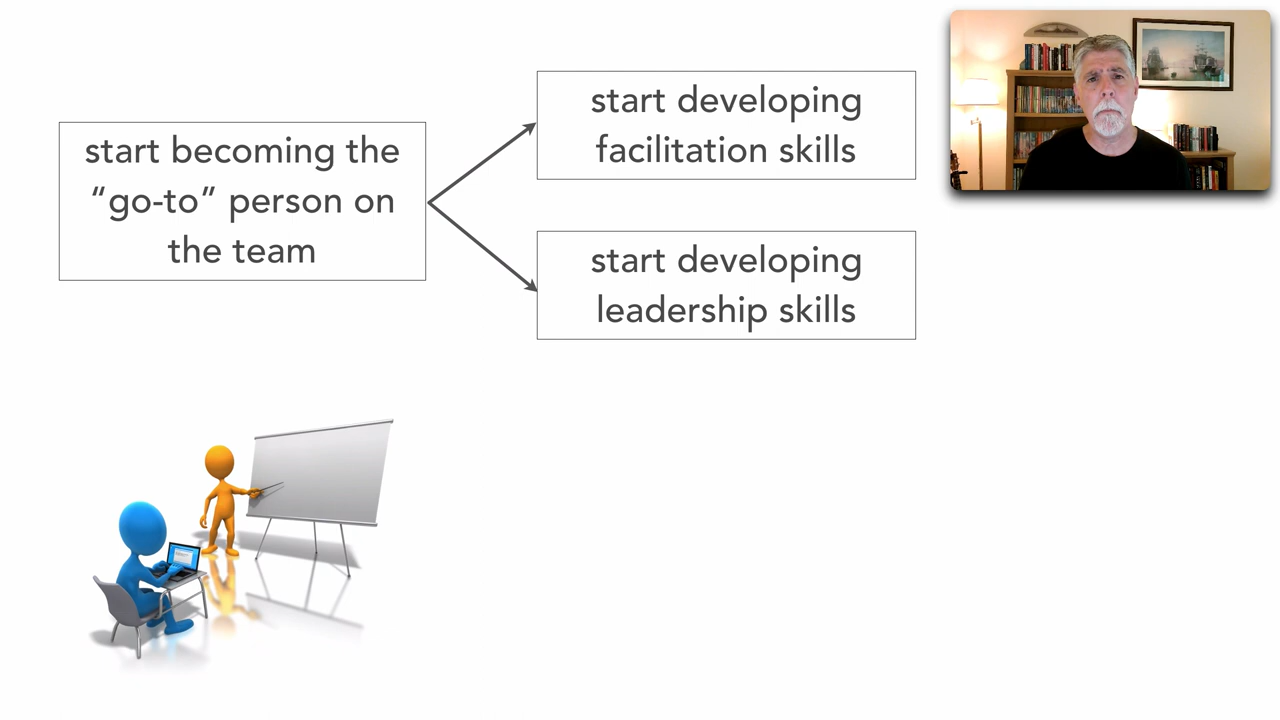 start becoming the
“go-to” person on
the team
start developing
facilitation skills
start developing
leadership skills